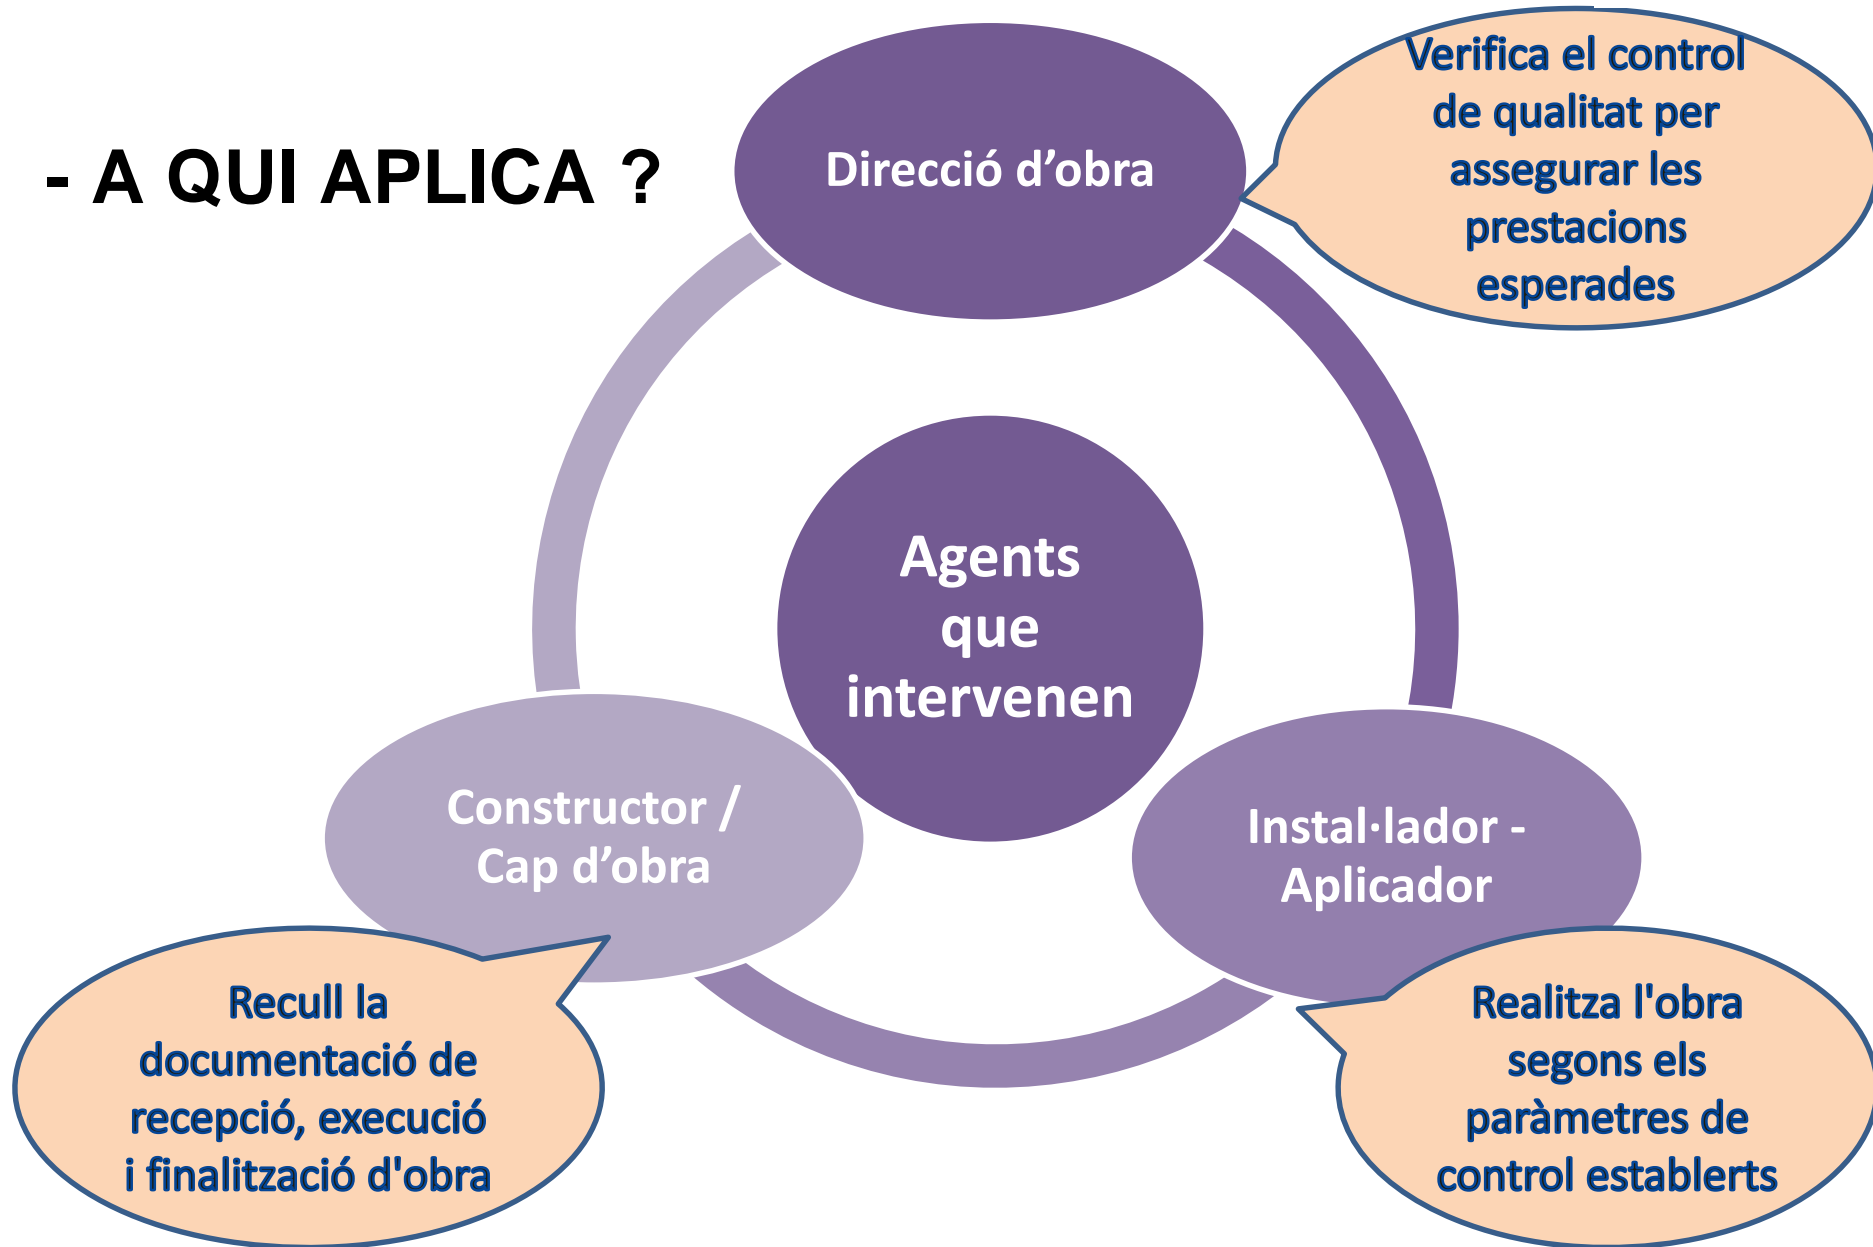 - A QUI APLICA ?
Direcció d’obra
Verifica el control
de qualitat per
assegurar les
prestacions
esperades
Agents
que
intervenen
Constructor /
Cap d’obra
Instal·lador -
Aplicador
Recull la
documentació de
recepció, execució
i finalització d'obra
Realitza l'obra
segons els
paràmetres de
control establerts